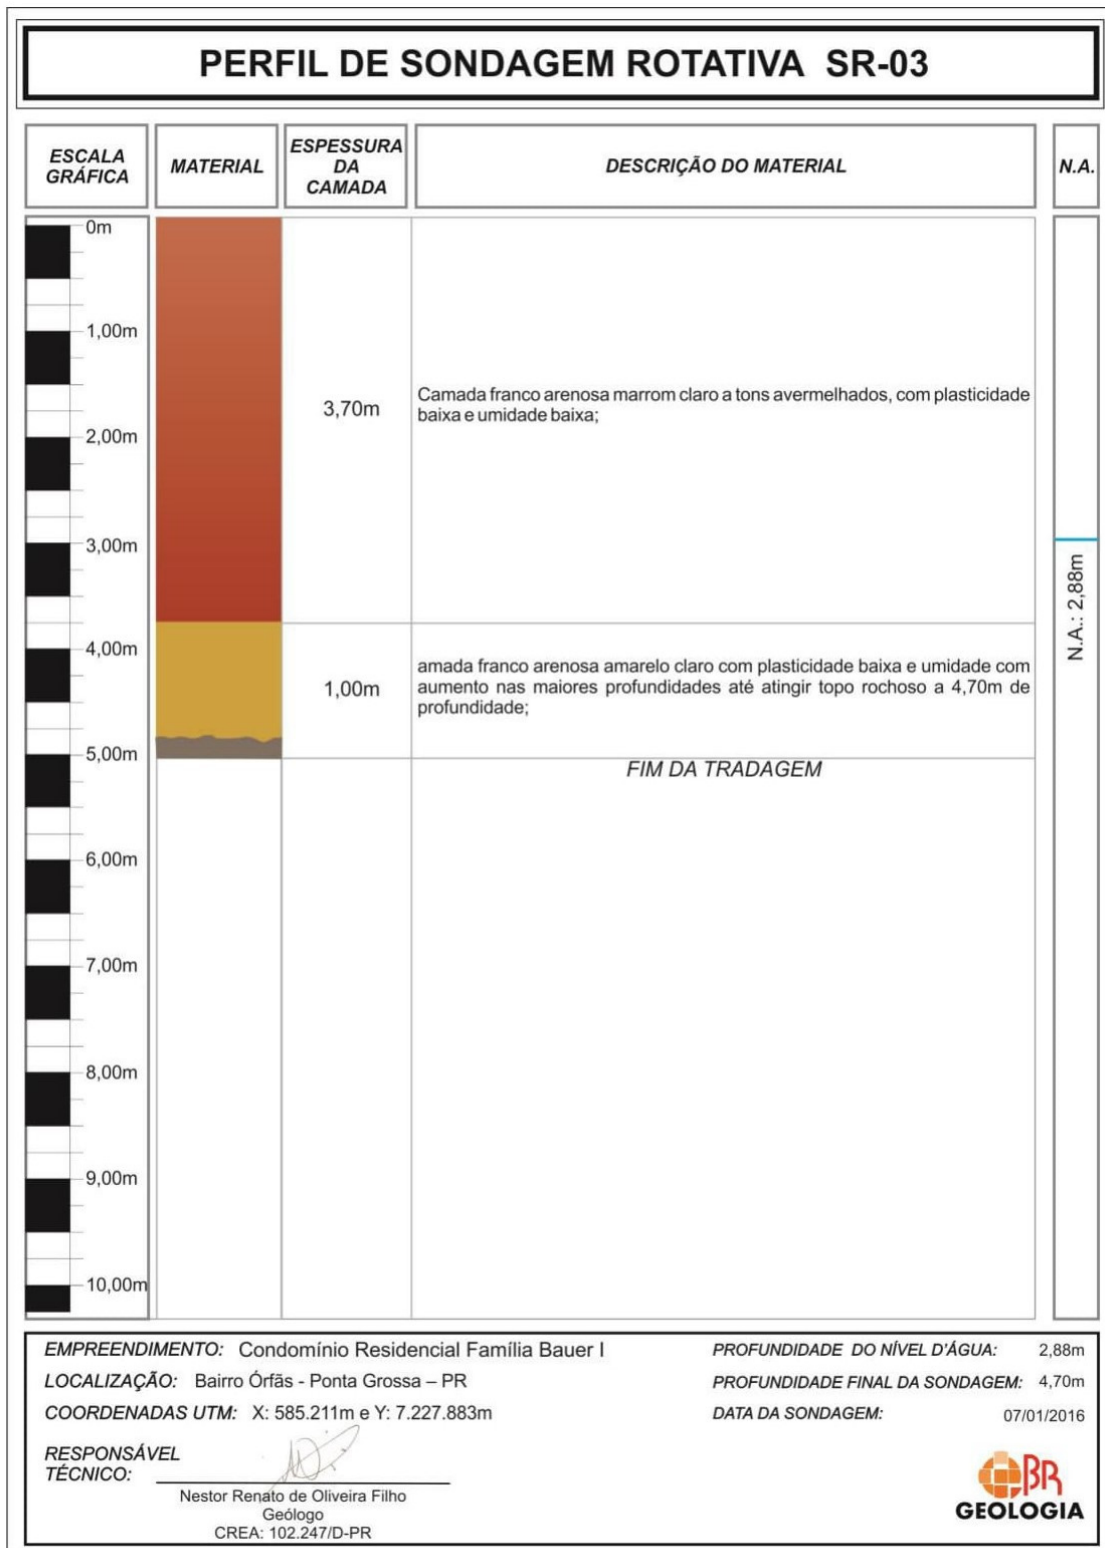 PERFIL DE SONDAGEM ROTATIVA SR-03
ESCALA
GRÁFICA
MATERIAL
ESPESSURA
DA
CAMADA
DESCRIÇÃO DO MATERIAL
N.A.
0m
1,00m
2,00m
3,00m
4,00m
5,00m
6,00m
7,00m
8,00m
9,00m
10,00m
3,70m
Camada franco arenosa marrom claro a tons avermelhados, com plasticidade
baixa e umidade baixa;
1,00m
amada franco arenosa amarelo claro com plasticidade baixa e umidade com
aumento nas maiores profundidades até atingir topo rochoso a 4,70m de
profundidade;
FIM DA TRADAGEM
N.A.: 2,88m
EMPREENDIMENTO: Condomínio Residencial Família Bauer I
LOCALIZAÇÃO: Bairro Órfãs - Ponta Grossa – PR
COORDENADAS UTM: X: 585.211m e Y: 7.227.883m
RESPONSÁVEL
TÉCNICO:
Nestor Renato de Oliveira Filho
Geólogo
CREA: 102.247/D-PR
PROFUNDIDADE DO NÍVEL D'ÁGUA: 2,88m
PROFUNDIDADE FINAL DA SONDAGEM: 4,70m
DATA DA SONDAGEM: 07/01/2016
BR
GEOLOGIA